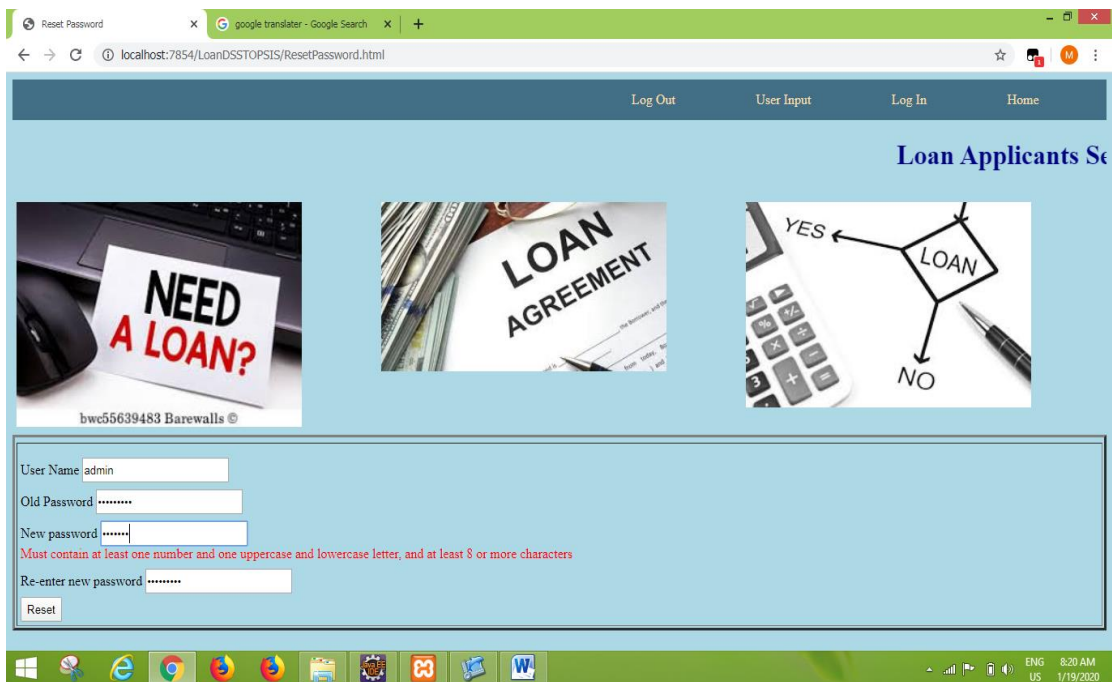 Reset Password
google translater - Google Search
localhost:7854/LoanDSSTOPSIS/ResetPassword.html
1
M
Log Out User Input Log In Home
Loan Applicants Se
NEED
A LOAN?
bwc55639483 Barewalls ©
LOAN
AGREEMENT
YES
LOAN
NO
User Name admin
Old Password •••••••••
New password •••••••
Must contain at least one number and one uppercase and lowercase letter, and at least 8 or more characters
Re-enter new password •••••••••
Reset
ENG 8:20 AM
US 1/19/2020